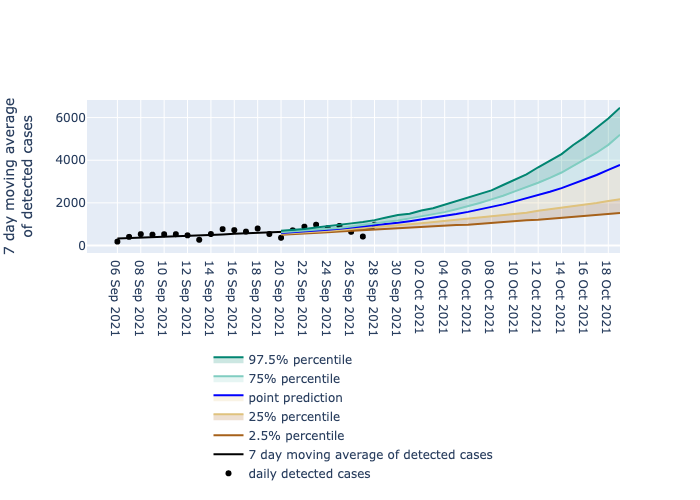 7 day moving average
of detected cases
6000
4000
2000
0
06 Sep 2021
08 Sep 2021
10 Sep 2021
12 Sep 2021
14 Sep 2021
16 Sep 2021
18 Sep 2021
20 Sep 2021
22 Sep 2021
24 Sep 2021
26 Sep 2021
28 Sep 2021
30 Sep 2021
02 Oct 2021
04 Oct 2021
06 Oct 2021
08 Oct 2021
10 Oct 2021
12 Oct 2021
14 Oct 2021
16 Oct 2021
18 Oct 2021
97.5% percentile
75% percentile
point prediction
25% percentile
2.5% percentile
7 day moving average of detected cases
daily detected cases